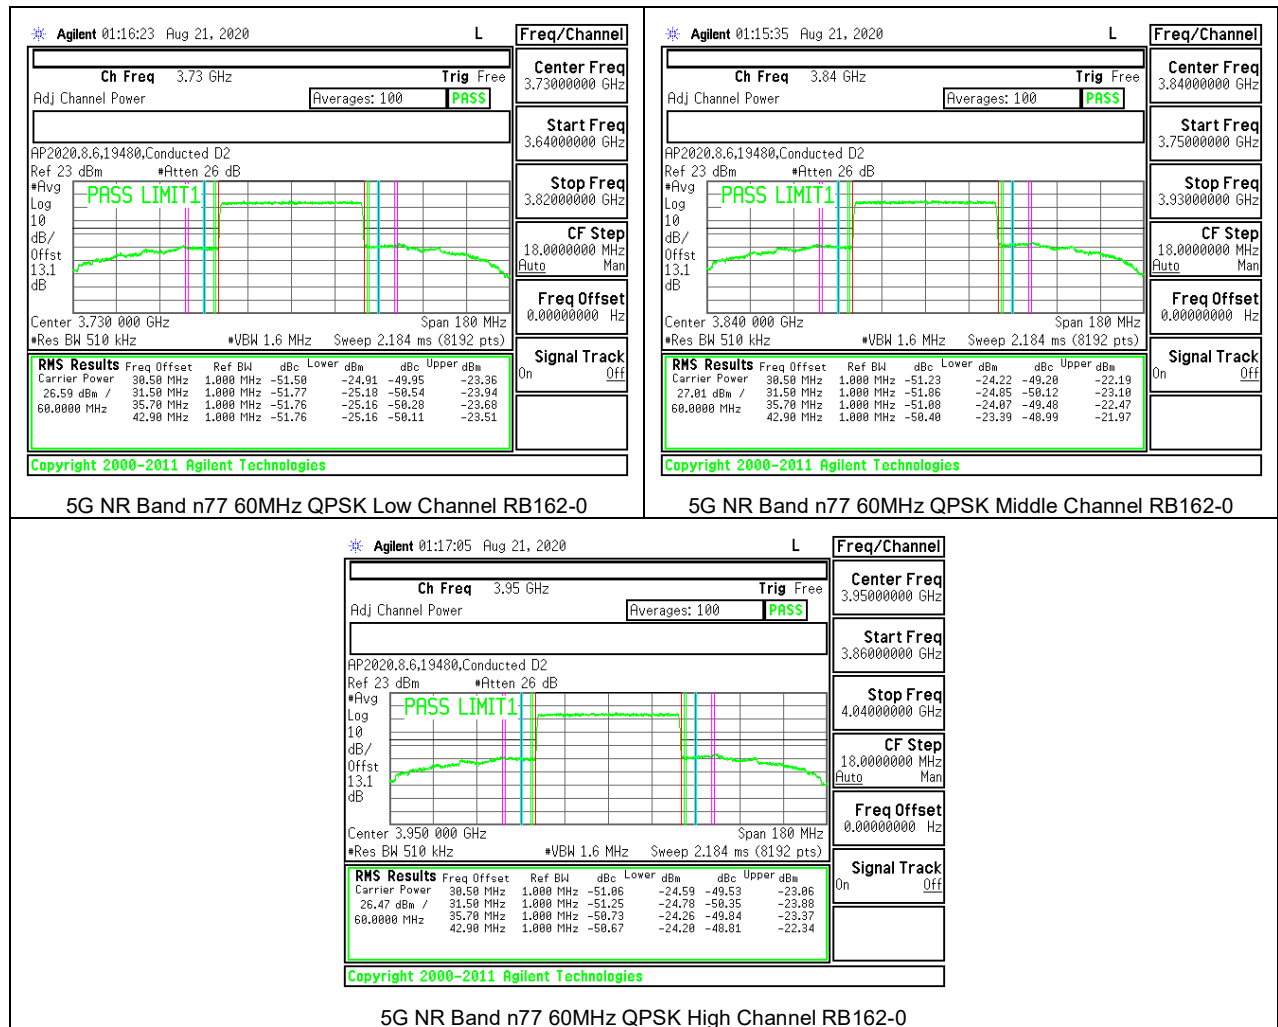 Agilent 01:16:23 Aug 21, 2020 L Freq/Channel
Ch Freq 3.73 GHz Trig Free
Adj Channel Power Averages: 100 PASS
Center Freq
3.73000000 GHz
Start Freq
3.64000000 GHz
Stop Freq
3.82000000 GHz
CF Step
18.0000000 MHz
Auto Man
Freq Offset
0.00000000 Hz
Signal Track
On Off
AP2020.8.6,19480,Conducted D2
Ref 23 dBm #Atten 26 dB
#Avg
Log
10
dB/
Offst
13.1
dB
PASS LIMIT1
Center 3.730 000 GHz Span 180 MHz
#Res BW 510 kHz #VBW 1.6 MHz Sweep 2.184 ms (8192 pts)
RMS Results Freq Offset Ref BW dBc Lower dBm dBc Upper dBm
Carrier Power 30.50 MHz 1.000 MHz -51.50 -24.91 -49.95 -23.36
26.59 dBm / 31.50 MHz 1.000 MHz -51.77 -25.18 -50.54 -23.94
60.0000 MHz 35.70 MHz 1.000 MHz -51.76 -25.16 -50.28 -23.68
42.90 MHz 1.000 MHz -51.76 -25.16 -50.11 -23.51
Copyright 2000-2011 Agilent Technologies
5G NR Band n77 60MHz QPSK Low Channel RB162-0
Agilent 01:15:35 Aug 21, 2020 L Freq/Channel
Ch Freq 3.84 GHz Trig Free
Adj Channel Power Averages: 100 PASS
Center Freq
3.84000000 GHz
Start Freq
3.75000000 GHz
Stop Freq
3.93000000 GHz
CF Step
18.0000000 MHz
Auto Man
Freq Offset
0.00000000 Hz
Signal Track
On Off
AP2020.8.6,19480,Conducted D2
Ref 23 dBm #Atten 26 dB
#Avg
Log
10
dB/
Offst
13.1
dB
PASS LIMIT1
Center 3.840 000 GHz Span 180 MHz
#Res BW 510 kHz #VBW 1.6 MHz Sweep 2.184 ms (8192 pts)
RMS Results Freq Offset Ref BW dBc Lower dBm dBc Upper dBm
Carrier Power 30.50 MHz 1.000 MHz -51.23 -24.22 -49.20 -22.19
27.01 dBm / 31.50 MHz 1.000 MHz -51.86 -24.85 -50.12 -23.10
60.0000 MHz 35.70 MHz 1.000 MHz -51.08 -24.07 -49.48 -22.47
42.90 MHz 1.000 MHz -50.40 -23.39 -48.99 -21.97
Copyright 2000-2011 Agilent Technologies
5G NR Band n77 60MHz QPSK Middle Channel RB162-0
Agilent 01:17:05 Aug 21, 2020 L Freq/Channel
Ch Freq 3.95 GHz Trig Free
Adj Channel Power Averages: 100 PASS
Center Freq
3.95000000 GHz
Start Freq
3.86000000 GHz
Stop Freq
4.04000000 GHz
CF Step
18.0000000 MHz
Auto Man
Freq Offset
0.00000000 Hz
Signal Track
On Off
AP2020.8.6,19480,Conducted D2
Ref 23 dBm #Atten 26 dB
#Avg
Log
10
dB/
Offst
13.1
dB
PASS LIMIT1
Center 3.950 000 GHz Span 180 MHz
#Res BW 510 kHz #VBW 1.6 MHz Sweep 2.184 ms (8192 pts)
RMS Results Freq Offset Ref BW dBc Lower dBm dBc Upper dBm
Carrier Power 30.50 MHz 1.000 MHz -51.06 -24.59 -49.53 -23.06
26.47 dBm / 31.50 MHz 1.000 MHz -51.25 -24.78 -50.35 -23.88
60.0000 MHz 35.70 MHz 1.000 MHz -50.73 -24.26 -49.84 -23.37
42.90 MHz 1.000 MHz -50.67 -24.20 -48.81 -22.34
Copyright 2000-2011 Agilent Technologies
5G NR Band n77 60MHz QPSK High Channel RB162-0